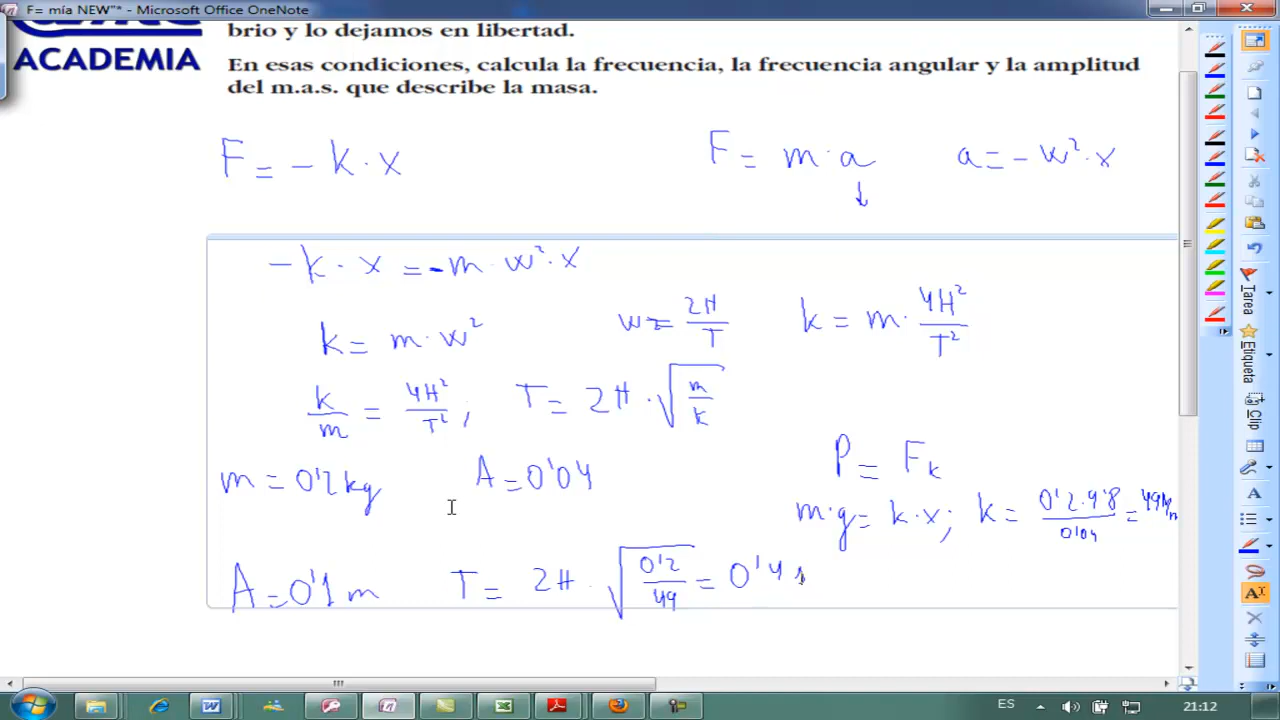 F= mía NEW"* - Microsoft OneNote
ACADEMIA
brio y lo dejamos en libertad.
En esas condiciones, calcula la frecuencia, la frecuencia angular y la amplitud
del m.a.s. que describe la masa.
F = - k · x
F = m · a
a = - w² · x
- k · x = - m · w² · x
k = m · w²
w = 2π/T
k = m · 4π²/T²
k/m = 4π²/T² ;
T = 2π · √(m/k)
P = Fk
m = 0'2 kg
A = 0'04
m·g = k·x; k = 0'2·9'8/0'04 = 49 N/m
A = 0'1 m
T = 2π · √(0'2/49) = 0'4 s
Tarea
Etiqueta
Clip
ES
21:12